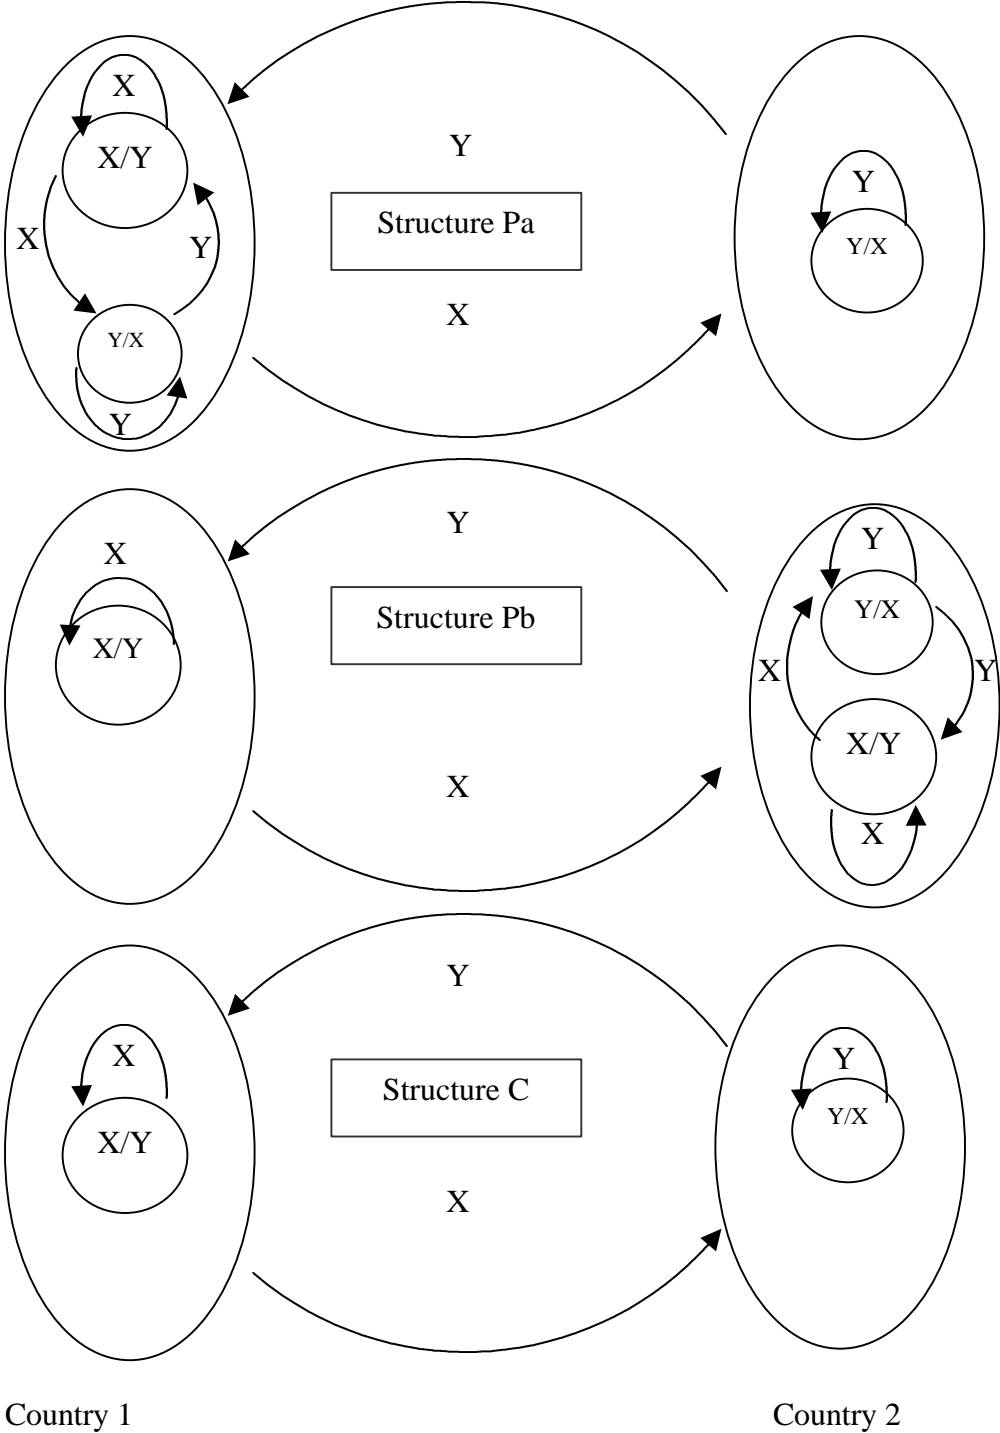 X
X/Y
X
Y
Y/X
Y
Y
Structure Pa
X
Y
Y/X
X
X/Y
Y
Structure Pb
X
Y
Y/X
X
Y
X/Y
X
X
X/Y
Y
Structure C
X
Y
Y/X
Country 1
Country 2